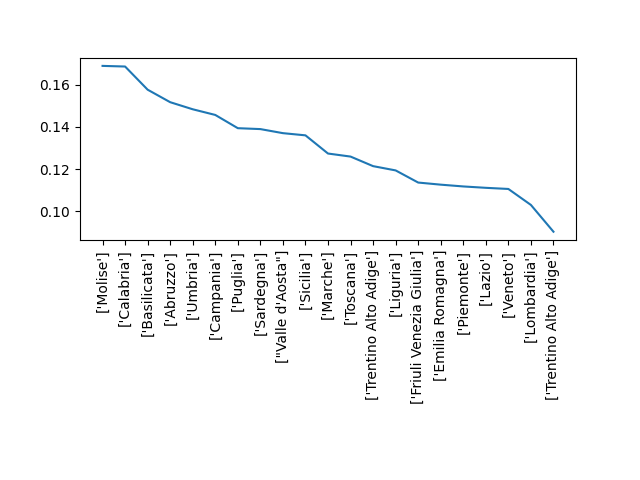 0.16
0.14
0.12
0.10
['Molise']
['Calabria']
['Basilicata']
['Abruzzo']
['Umbria']
['Campania']
['Puglia']
['Sardegna']
["Valle d'Aosta"]
['Sicilia']
['Marche']
['Toscana']
['Trentino Alto Adige']
['Liguria']
['Friuli Venezia Giulia']
['Emilia Romagna']
['Piemonte']
['Lazio']
['Veneto']
['Lombardia']
['Trentino Alto Adige']